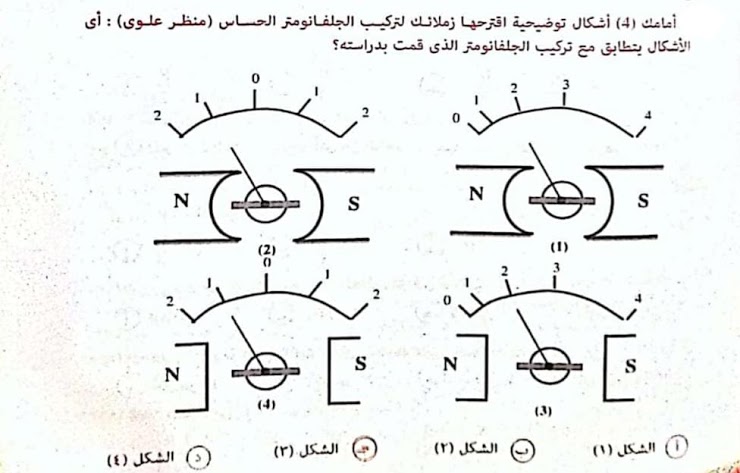 أمامك (4) أشكال توضيحية اقترحها زملائك لتركيب الجلفانومتر الحساس (منظر علوى) : أى
الأشكال يتطابق مع تركيب الجلفانومتر الذى قمت بدراسته؟
2 1 0 1 2
0 1 2 3 4
N S
N S
(2)
(1)
2 1 0 1 2
0 1 2 3 4
N S
N S
(4)
(3)
أ الشكل (١)
ب الشكل (٢)
جـ الشكل (٣)
د الشكل (٤)